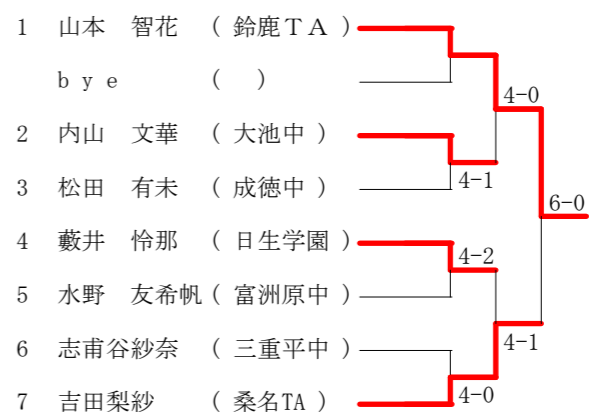 1 山本 智花 ( 鈴鹿ＴＡ )
bye ( )
4-0
2 内山 文華 ( 大池中 )
4-1
3 松田 有未 ( 成徳中 )
6-0
4 藪井 怜那 ( 日生学園 )
4-2
5 水野 友希帆 ( 富洲原中 )
6 志甫谷紗奈 ( 三重平中 )
4-1
7 吉田梨紗 ( 桑名TA )
4-0